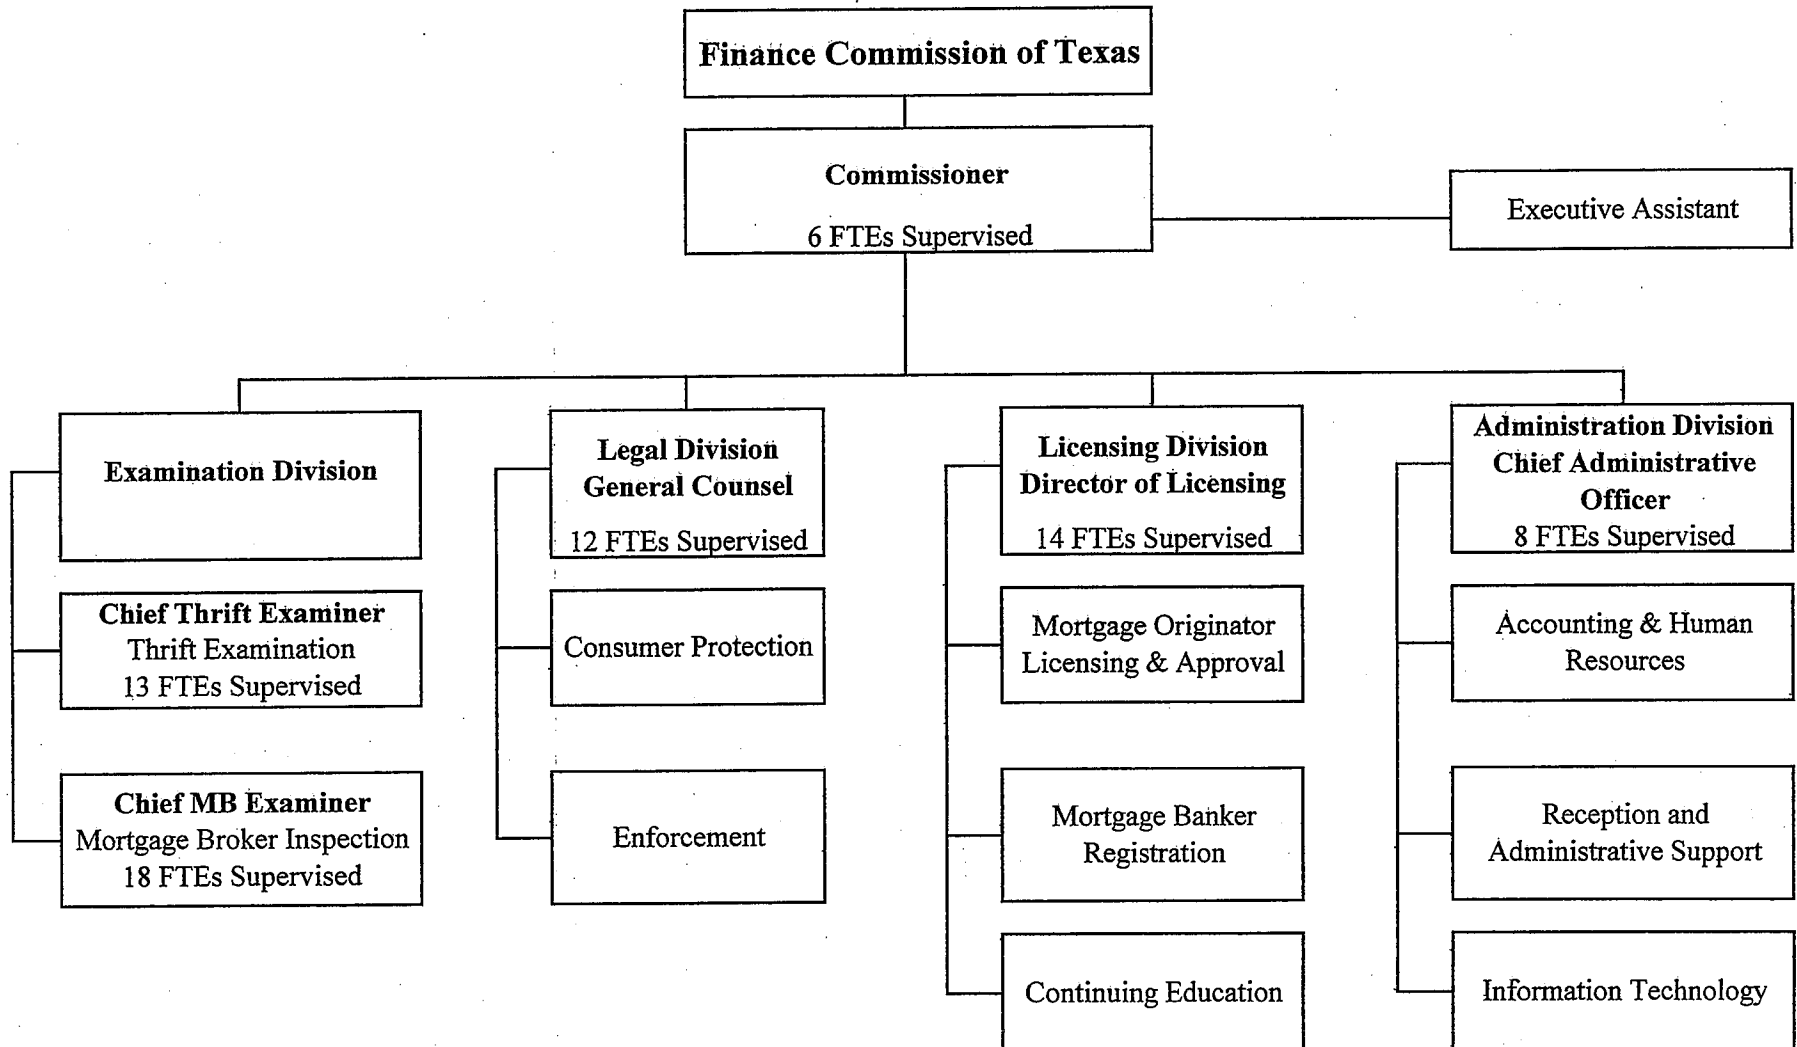 Finance Commission of Texas
Commissioner
6 FTEs Supervised
Executive Assistant
Examination Division
Legal Division
General Counsel
12 FTEs Supervised
Licensing Division
Director of Licensing
14 FTEs Supervised
Administration Division
Chief Administrative
Officer
8 FTEs Supervised
Chief Thrift Examiner
Thrift Examination
13 FTEs Supervised
Consumer Protection
Mortgage Originator
Licensing & Approval
Accounting & Human
Resources
Chief MB Examiner
Mortgage Broker Inspection
18 FTEs Supervised
Enforcement
Mortgage Banker
Registration
Reception and
Administrative Support
Continuing Education
Information Technology